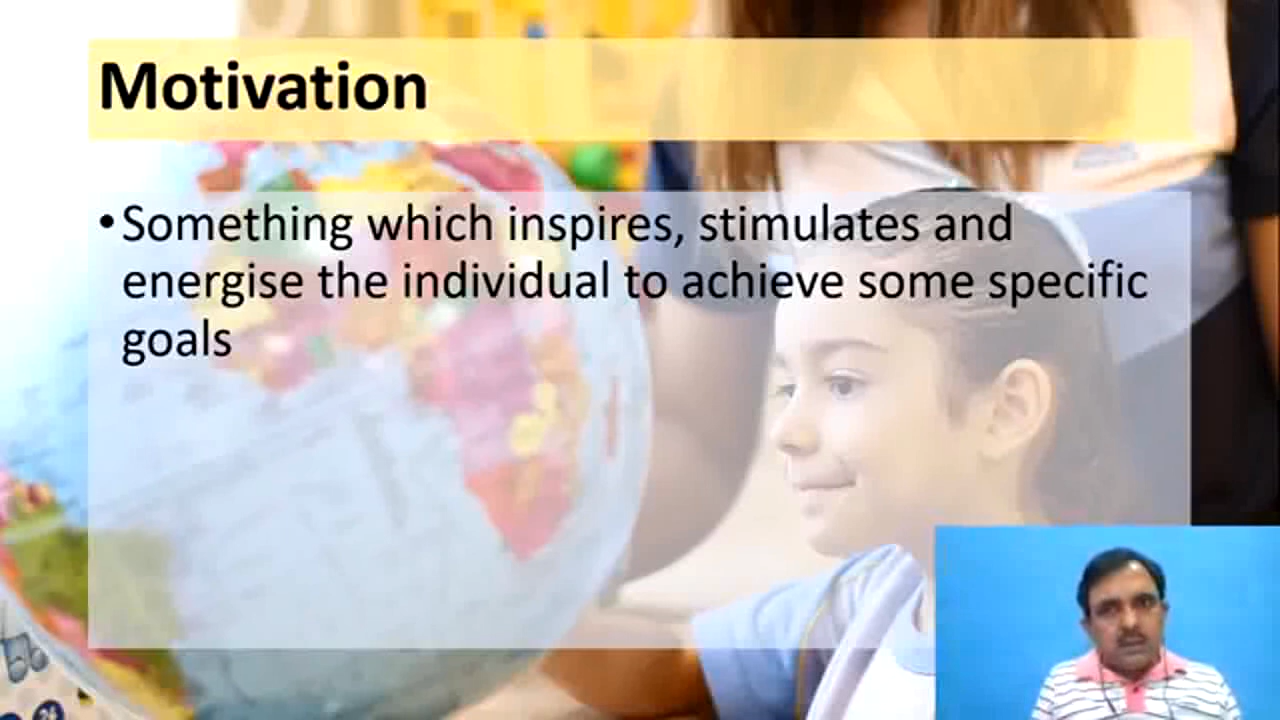 Motivation
• Something which inspires, stimulates and
energise the individual to achieve some specific
goals